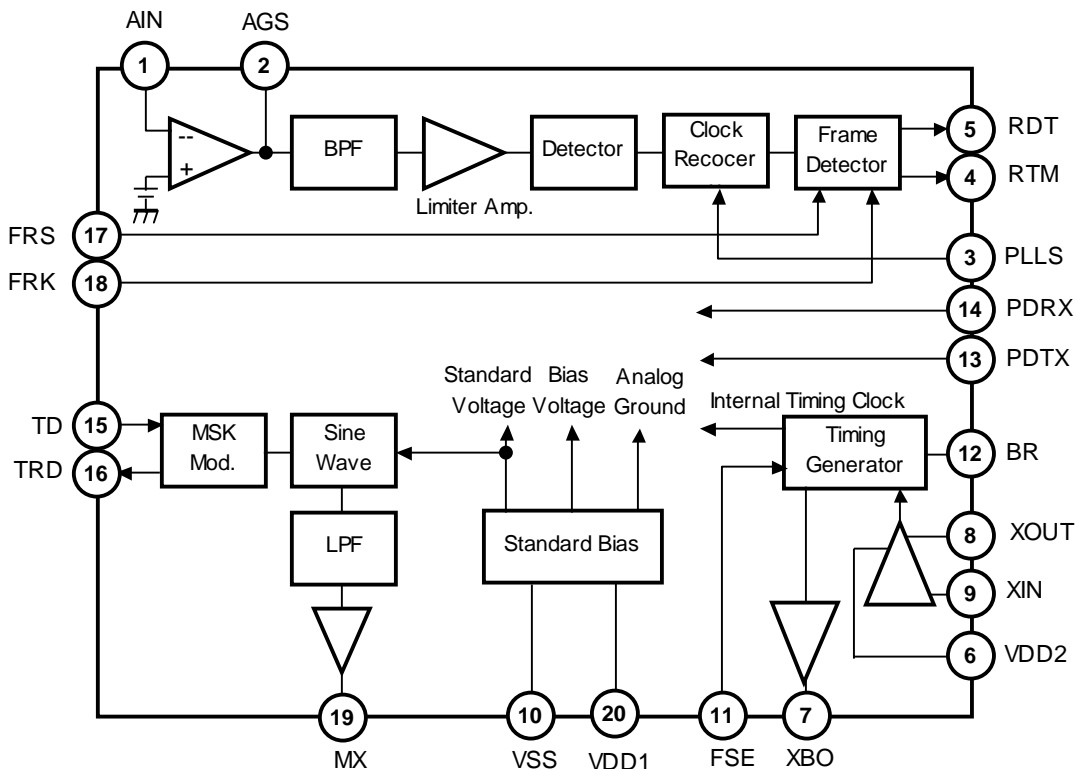 AIN
AGS
1
2
--
+
BPF
Limiter Amp.
Detector
Clock
Recocer
Frame
Detector
5
RDT
4
RTM
FRS
17
FRK
18
3
PLLS
14
PDRX
13
PDTX
Standard
Voltage
Bias
Voltage
Analog
Ground
Internal Timing Clock
TD
15
TRD
16
MSK
Mod.
Sine
Wave
Timing
Generator
12
BR
LPF
Standard Bias
8
XOUT
9
XIN
6
VDD2
19
10
20
11
7
MX
VSS
VDD1
FSE
XBO